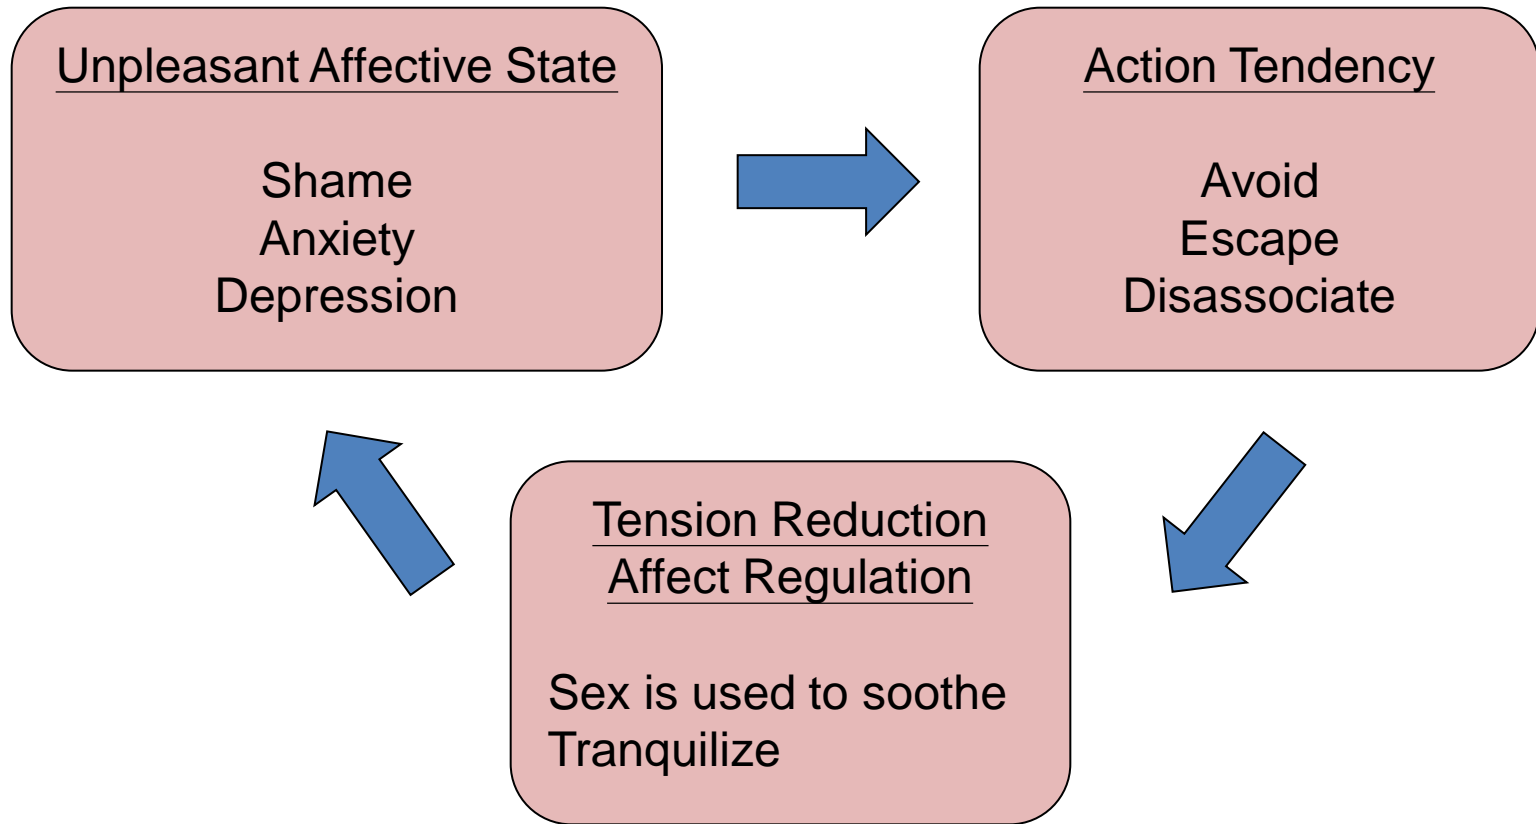 Unpleasant Affective State
Shame
Anxiety
Depression
Action Tendency
Avoid
Escape
Disassociate
Tension Reduction
Affect Regulation
Sex is used to soothe
Tranquilize